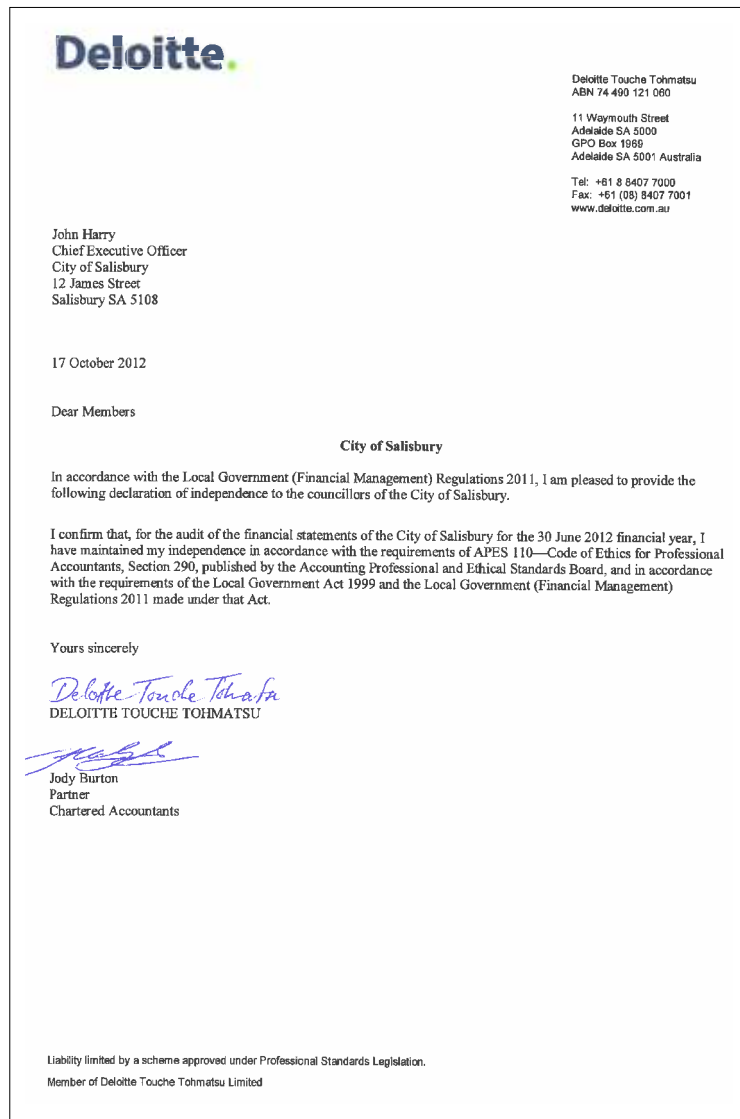 Deloitte.
Deloitte Touche Tohmatsu
ABN 74 490 121 060
11 Waymouth Street
Adelaide SA 5000
GPO Box 1969
Adelaide SA 5001 Australia
Tel: +61 8 8407 7000
Fax: +61 (08) 8407 7001
www.deloitte.com.au
John Harry
Chief Executive Officer
City of Salisbury
12 James Street
Salisbury SA 5108
17 October 2012
Dear Members
City of Salisbury
In accordance with the Local Government (Financial Management) Regulations 2011, I am pleased to provide the
following declaration of independence to the councillors of the City of Salisbury.
I confirm that, for the audit of the financial statements of the City of Salisbury for the 30 June 2012 financial year, I
have maintained my independence in accordance with the requirements of APES 110—Code of Ethics for Professional
Accountants, Section 290, published by the Accounting Professional and Ethical Standards Board, and in accordance
with the requirements of the Local Government Act 1999 and the Local Government (Financial Management)
Regulations 2011 made under that Act.
Yours sincerely
Deloitte Touche
DELOITTE TOUCHE TOHMATSU
Jody Burton
Partner
Chartered Accountants
Liability limited by a scheme approved under Professional Standards Legislation.
Member of Deloitte Touche Tohmatsu Limited